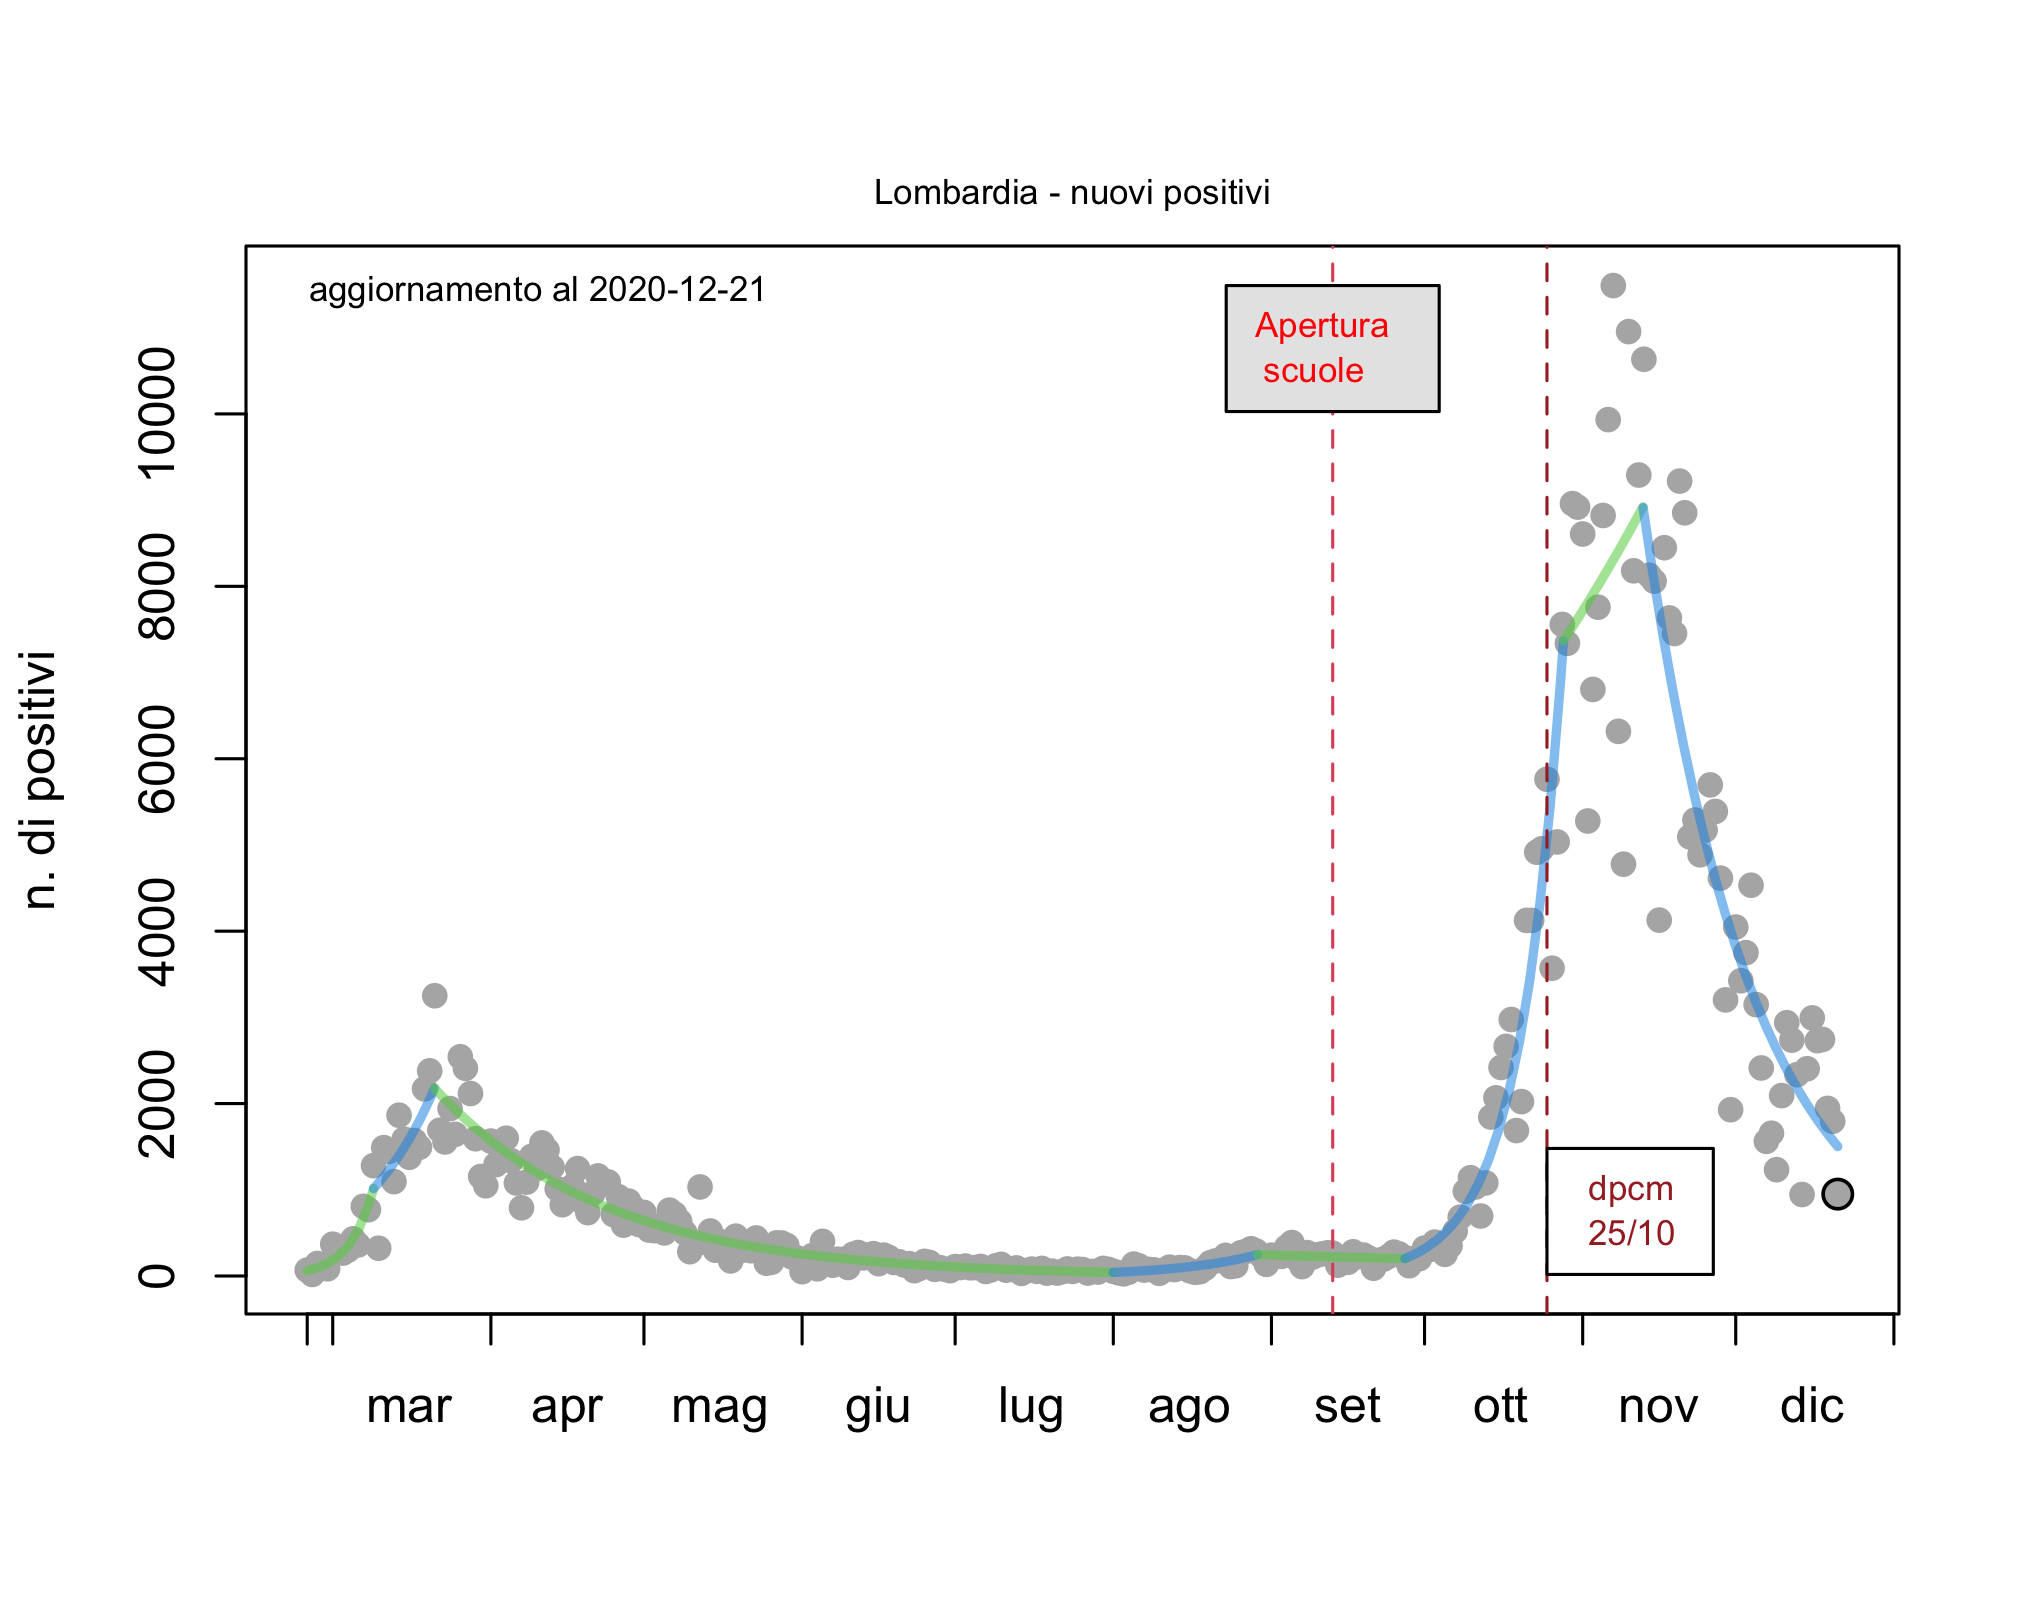 Lombardia - nuovi positivi
aggiornamento al 2020-12-21
Apertura
scuole
n. di positivi
10000
8000
6000
4000
2000
0
dpcm
25/10
mar apr mag giu lug ago set ott nov dic